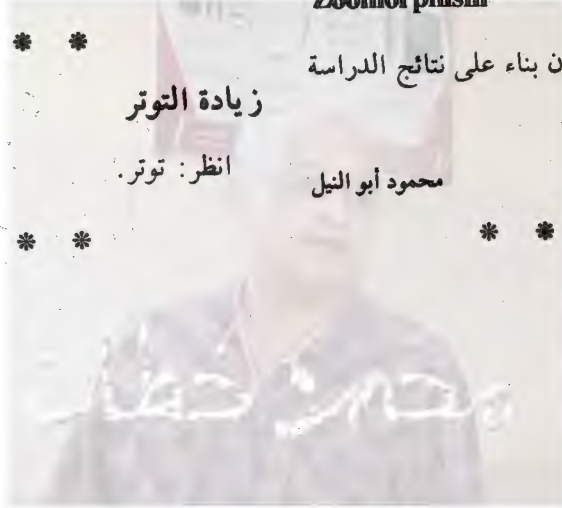 Zoomorphism
ن بناء على نتائج الدراسة
محمود أبو النيل
* *
* *
زيادة التوتر
انظر: توتر.
* *